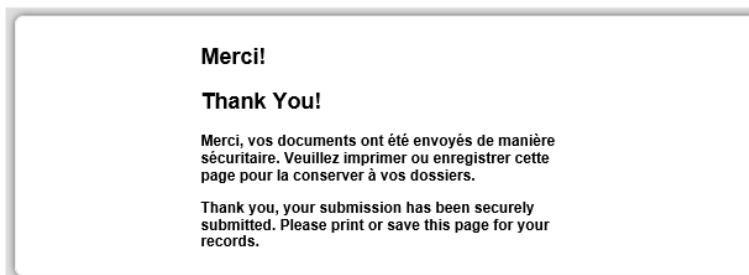 Merci!
Thank You!
Merci, vos documents ont été envoyés de manière
sécuritaire. Veuillez imprimer ou enregistrer cette
page pour la conserver à vos dossiers.
Thank you, your submission has been securely
submitted. Please print or save this page for your
records.